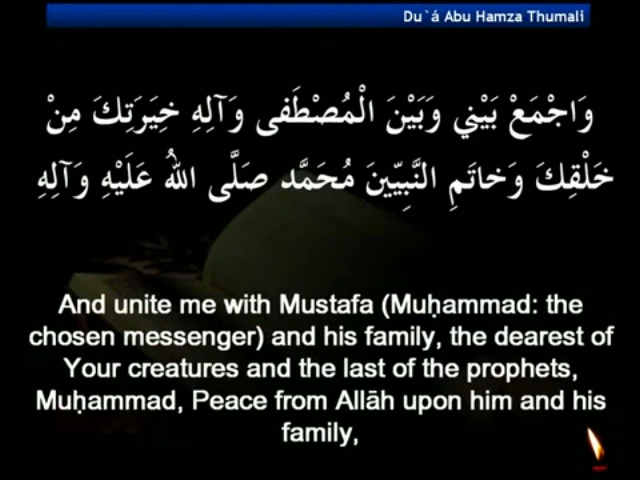 Du`á Abu Hamza Thumali
وَاجْمَعْ بَيْنِي وَبَيْنَ الْمُصْطَفى وَآلِهِ خِيَرَتِكَ مِنْ
خَلْقِكَ وَخاتَمِ النَّبِيّينَ مُحَمَّد صَلَّى اللهُ عَلَيْهِ وَآلِهِ
And unite me with Mustafa (Muḥammad: the
chosen messenger) and his family, the dearest of
Your creatures and the last of the prophets,
Muḥammad, Peace from Allāh upon him and his
family,